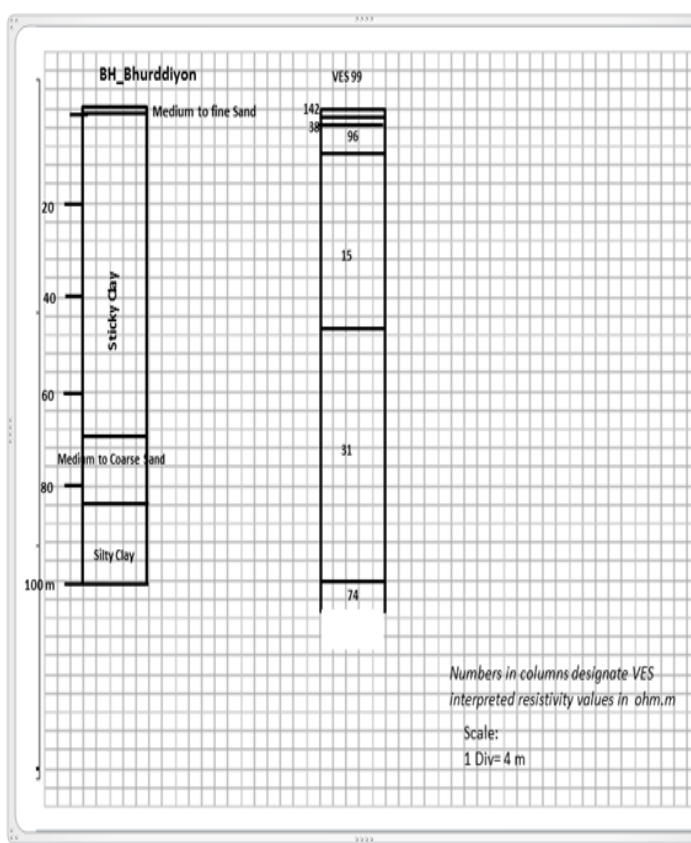 BH_Bhurddiyon
VES 99
Medium to fine Sand
142
38
96
20
15
Sticky Clay
40
60
31
Medium to Coarse Sand
80
Silty Clay
100 m
74
Numbers in columns designate VES
interpreted resistivity values in ohm.m
Scale:
1 Div= 4 m